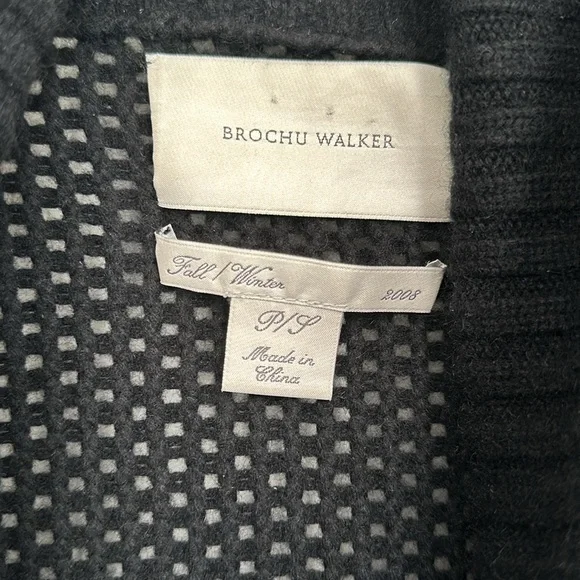 BROCHU WALKER
Fall / Winter 2008
P/S
Made in
China